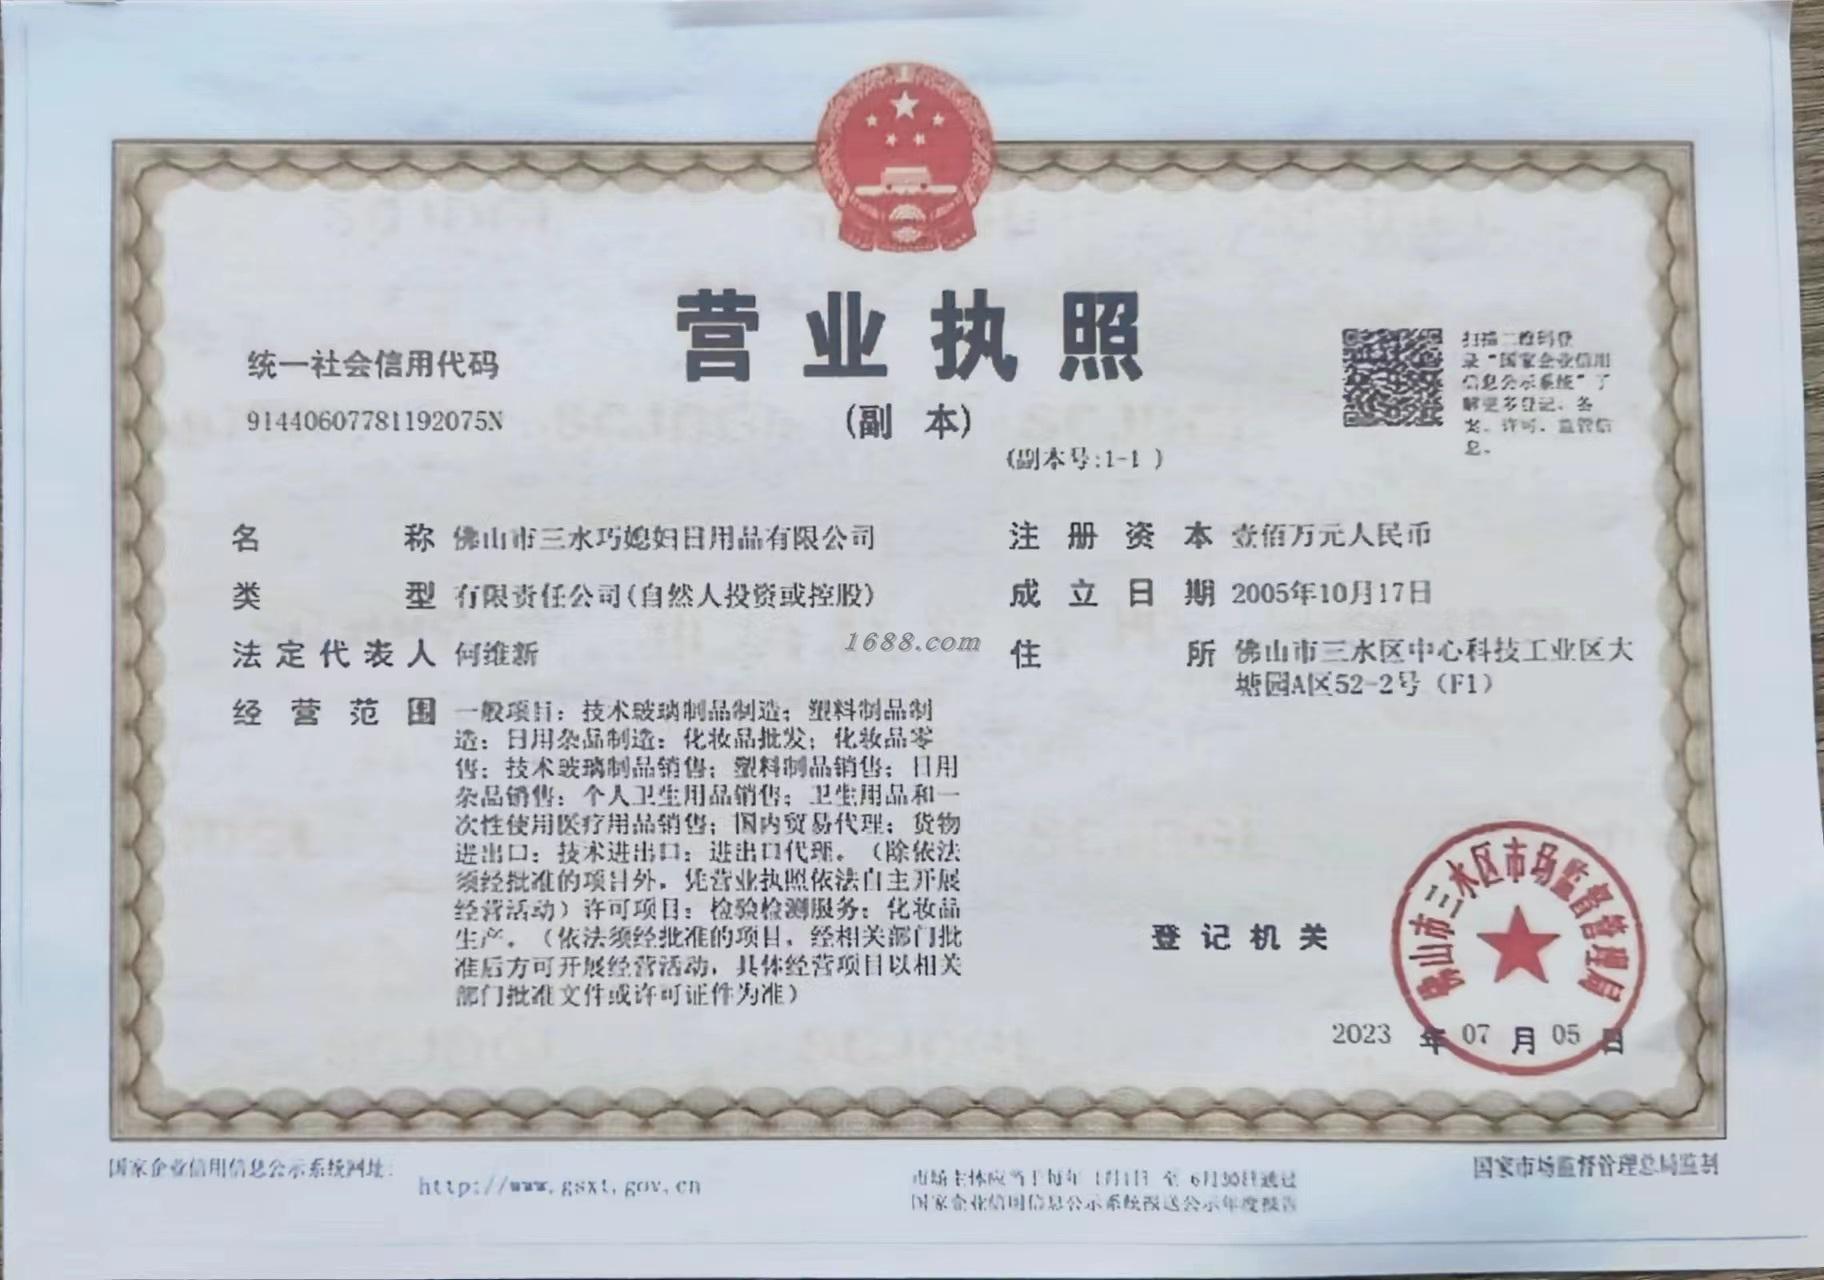 营业执照
(副 本)
(副本号:1-1 )
统一社会信用代码
91440607781192075N
扫描二维码登
录“国家企业信用
信息公示系统”了
解更多登记、备
案、许可、监管信
息。
名 称 佛山市三水巧媳妇日用品有限公司
类 型 有限责任公司(自然人投资或控股)
法定代表人 何维新
经营范围 一般项目：技术玻璃制品制造；塑料制品制
造；日用杂品制造；化妆品批发；化妆品零
售；技术玻璃制品销售；塑料制品销售；日用
杂品销售；个人卫生用品销售；卫生用品和一
次性使用医疗用品销售；国内贸易代理；货物
进出口；技术进出口；进出口代理。（除依法
须经批准的项目外，凭营业执照依法自主开展
经营活动）许可项目：检验检测服务；化妆品
生产。（依法须经批准的项目，经相关部门批
准后方可开展经营活动，具体经营项目以相关
部门批准文件或许可证件为准）
注册资本 壹佰万元人民币
成立日期 2005年10月17日
住 所 佛山市三水区中心科技工业区大
塘园A区52-2号（F1）
1688.com
登记机关
佛山市三水区市场监督管理局
2023 年 07 月 05 日
国家企业信用信息公示系统网址：
http://www.gsxt.gov.cn
市场主体应当于每年 1月1日 至 6月30日通过
国家企业信用信息公示系统报送公示年度报告
国家市场监督管理总局监制